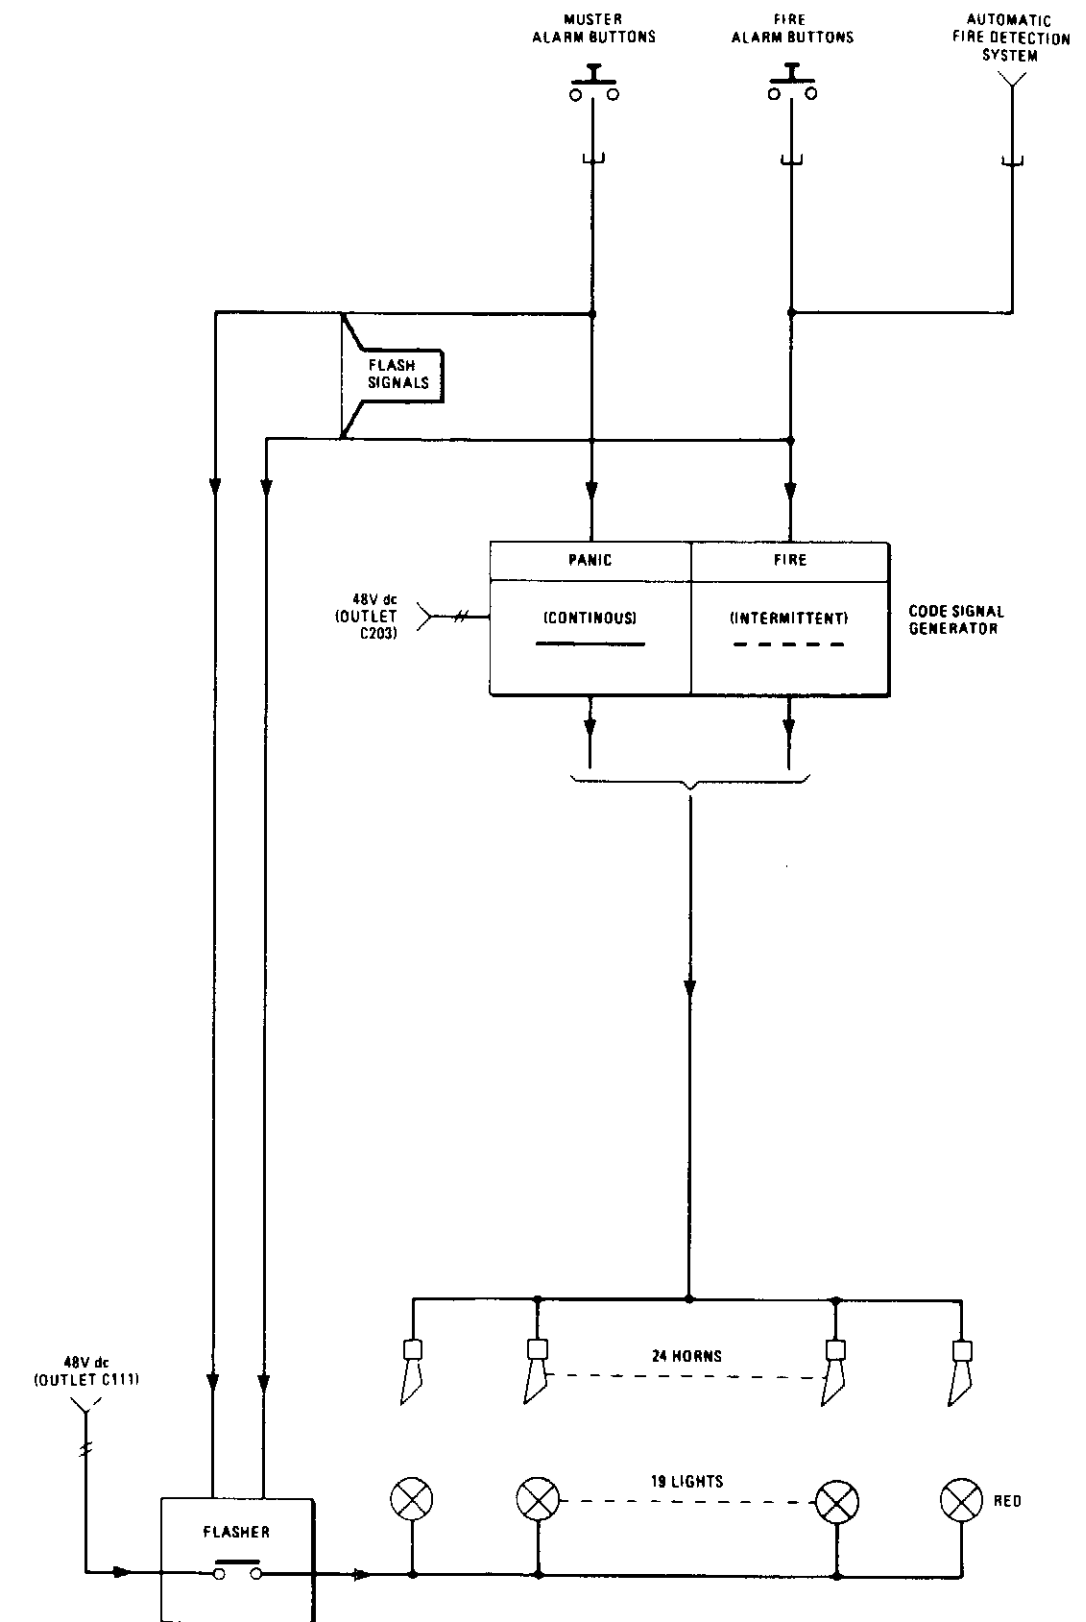 MUSTER
ALARM BUTTONS
FIRE
ALARM BUTTONS
AUTOMATIC
FIRE DETECTION
SYSTEM
FLASH
SIGNALS
PANIC
FIRE
48V dc
(OUTLET
C203)
(CONTINOUS)
(INTERMITTENT)
CODE SIGNAL
GENERATOR
24 HORNS
48V dc
(OUTLET C111)
19 LIGHTS
RED
FLASHER